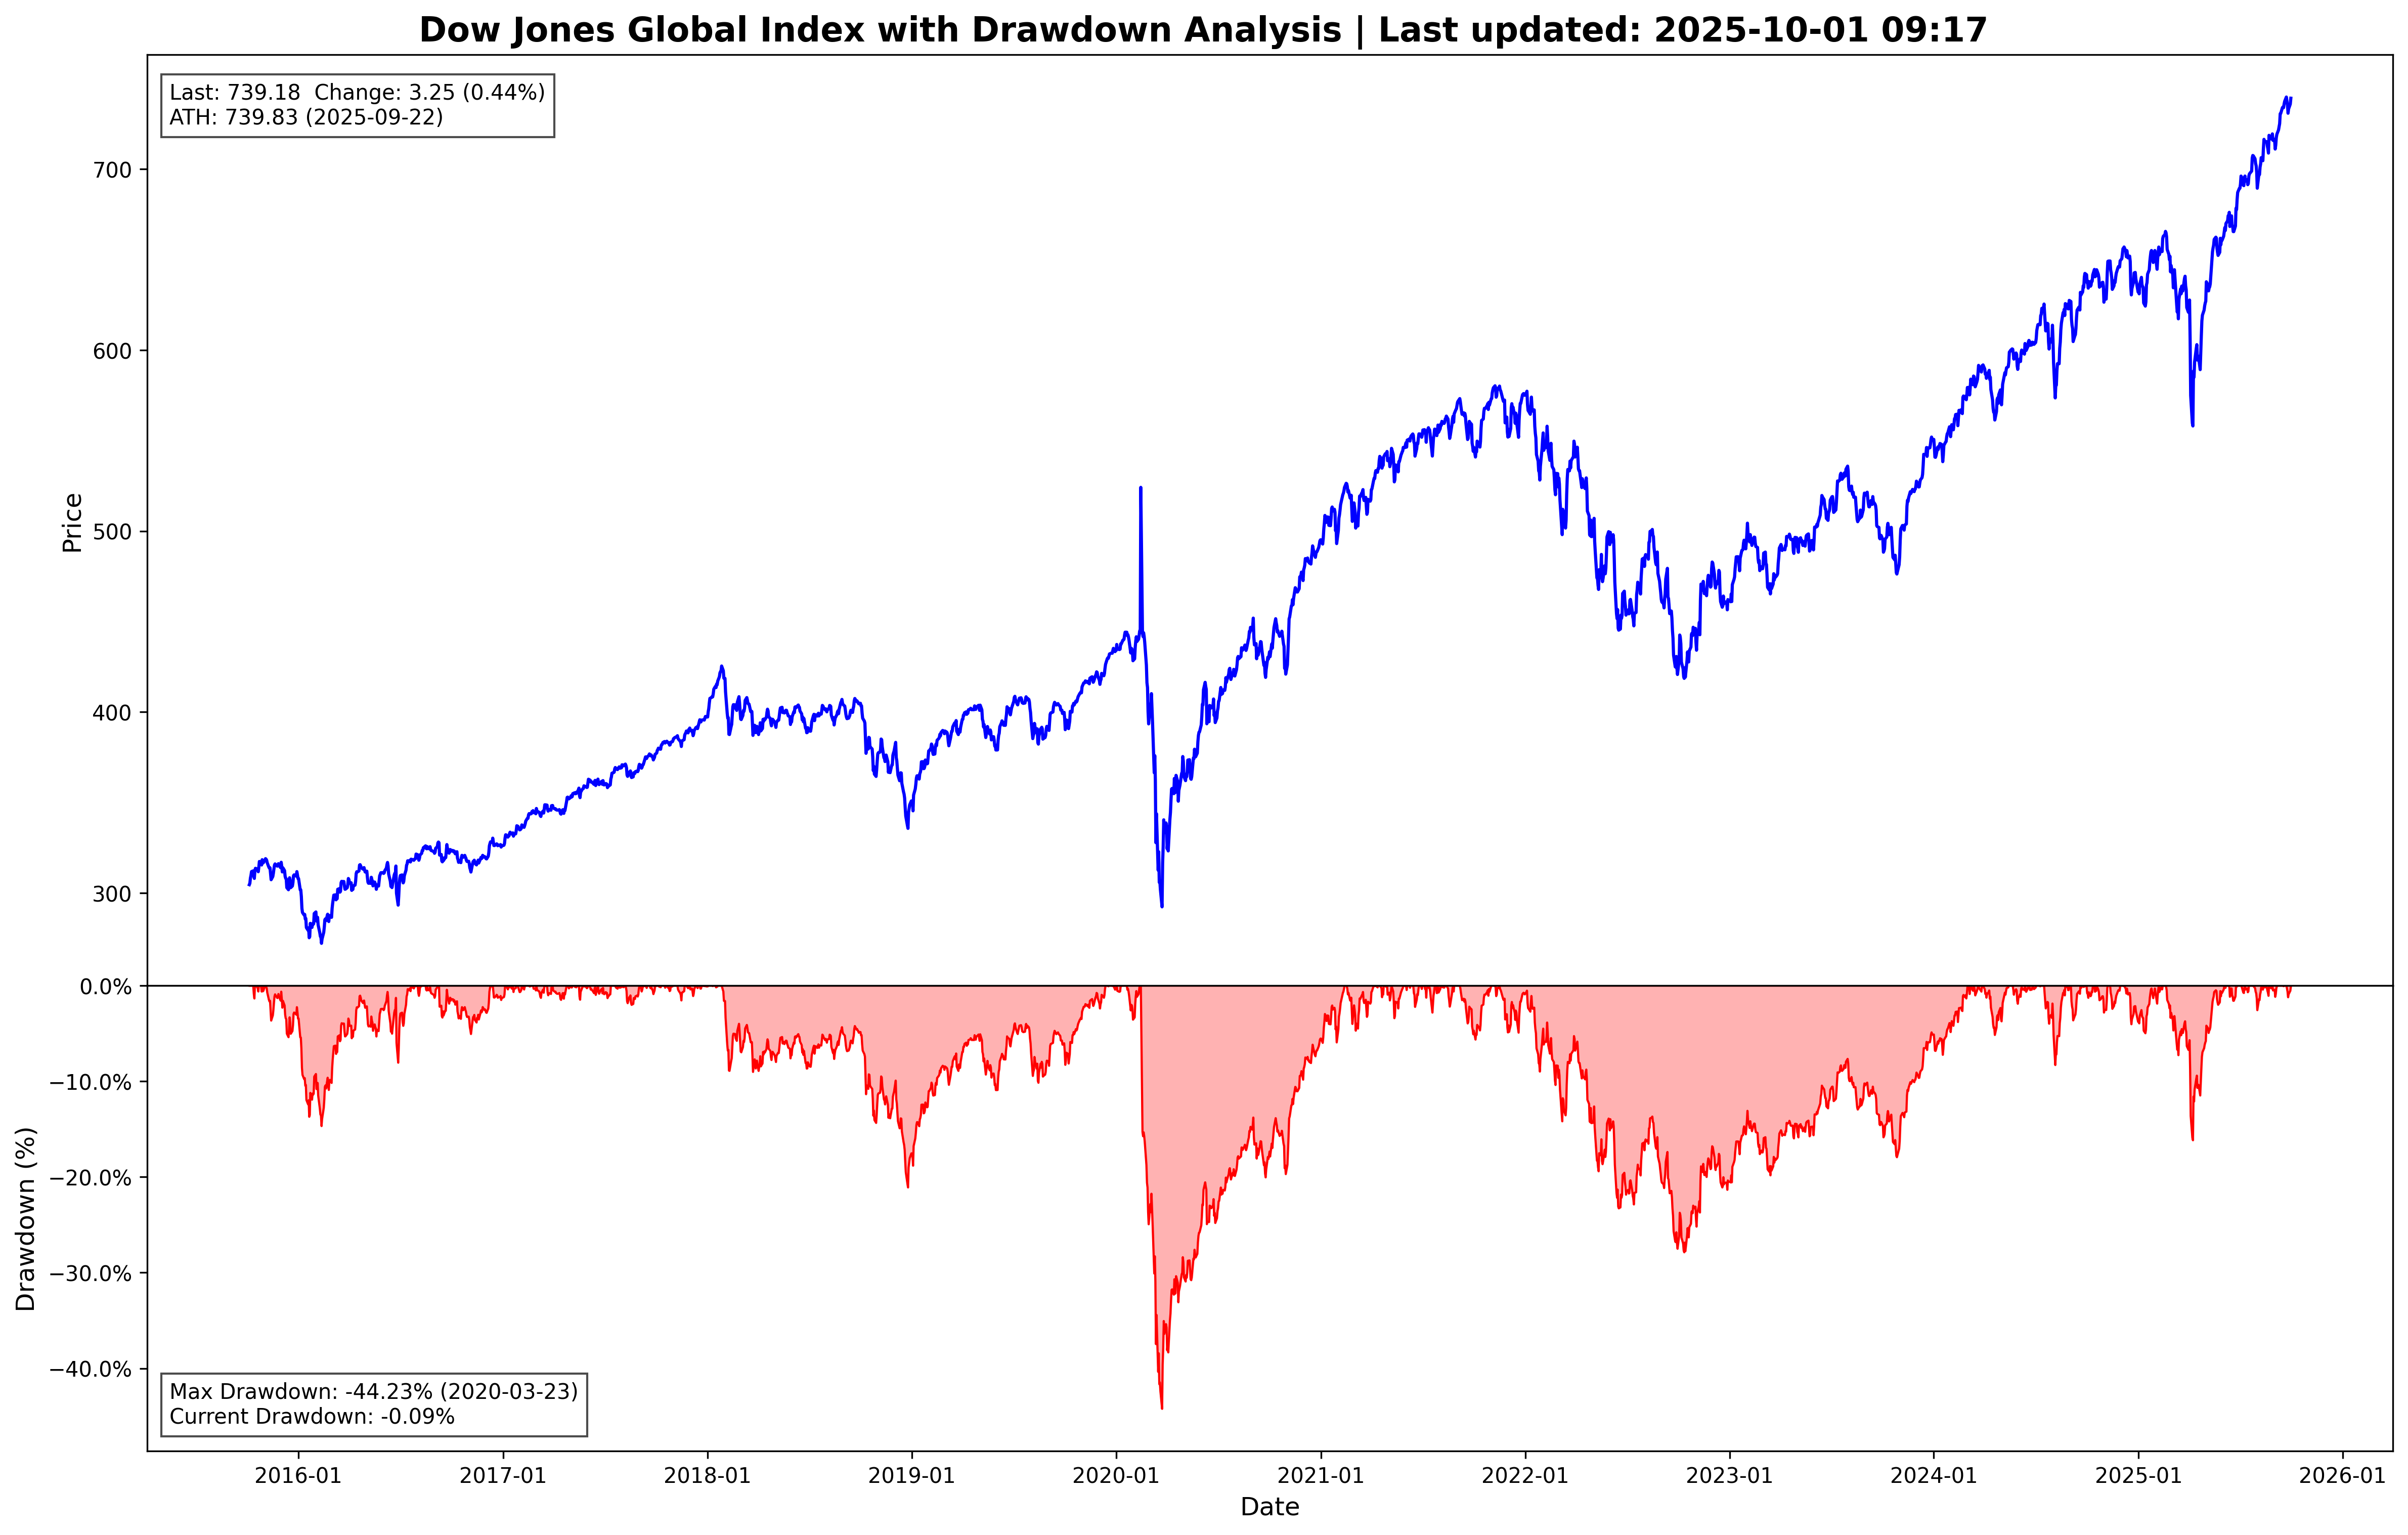 Dow Jones Global Index with Drawdown Analysis | Last updated: 2025-10-01 09:17
Last: 739.18  Change: 3.25 (0.44%)
ATH: 739.83 (2025-09-22)
Price
700
600
500
400
300
Drawdown (%)
0.0%
−10.0%
−20.0%
−30.0%
−40.0%
Max Drawdown: -44.23% (2020-03-23)
Current Drawdown: -0.09%
2016-01
2017-01
2018-01
2019-01
2020-01
2021-01
2022-01
2023-01
2024-01
2025-01
2026-01
Date